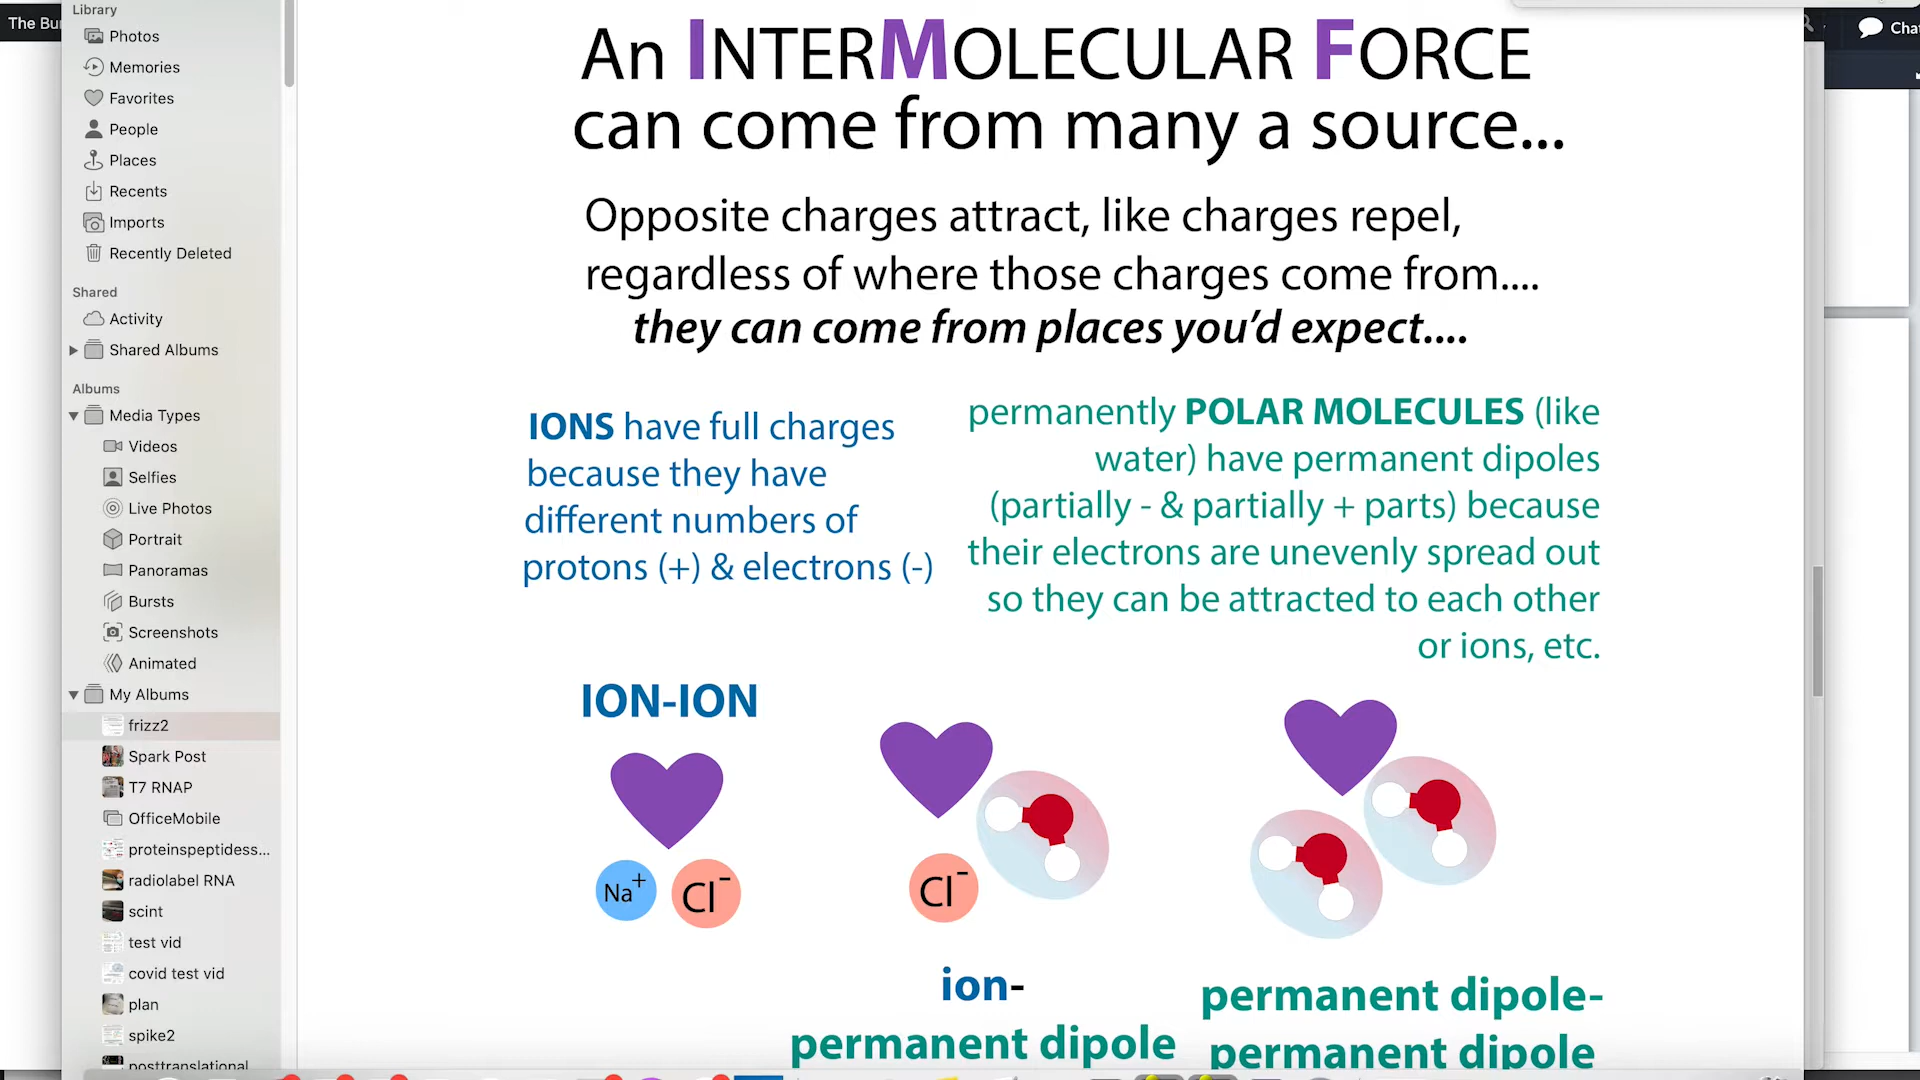 The Bu
Library
Photos
Memories
Favorites
People
Places
Recents
Imports
Recently Deleted
Shared
Activity
Shared Albums
Albums
Media Types
Videos
Selfies
Live Photos
Portrait
Panoramas
Bursts
Screenshots
Animated
My Albums
frizz2
Spark Post
T7 RNAP
OfficeMobile
proteinspeptidess...
radiolabel RNA
scint
test vid
covid test vid
plan
spike2
posttranslational
An INTERMOLECULAR FORCE
can come from many a source...
Opposite charges attract, like charges repel,
regardless of where those charges come from....
they can come from places you'd expect....
IONS have full charges
because they have
different numbers of
protons (+) & electrons (-)
permanently POLAR MOLECULES (like
water) have permanent dipoles
(partially - & partially + parts) because
their electrons are unevenly spread out
so they can be attracted to each other
or ions, etc.
ION-ION
Na+
Cl-
Cl-
ion-
permanent dipole
permanent dipole-
permanent dipole
Chat